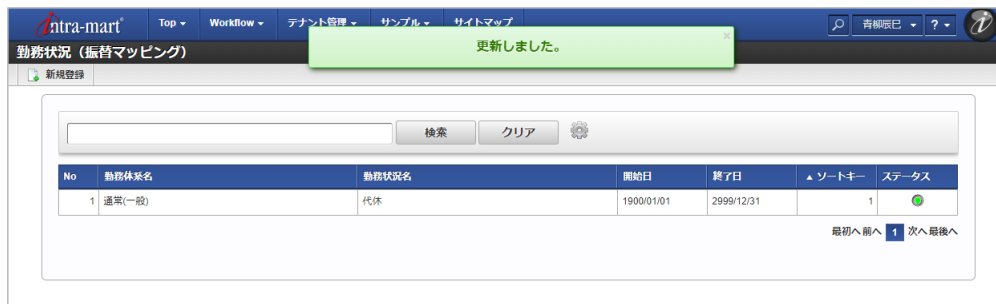 intra-mart Top Workflow テナント管理 サンプル サイトマップ 青柳辰巳 ?
更新しました。
勤務状況（振替マッピング）
新規登録
検索 クリア
No 勤務体系名 勤務状況名 開始日 終了日 ▲ ソートキー ステータス
1 通常(一般) 代休 1900/01/01 2999/12/31 1
最初へ 前へ 1 次へ 最後へ